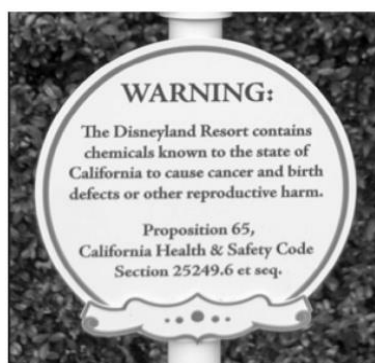 WARNING:
The Disneyland Resort contains
chemicals known to the state of
California to cause cancer and birth
defects or other reproductive harm.
Proposition 65,
California Health & Safety Code
Section 25249.6 et seq.